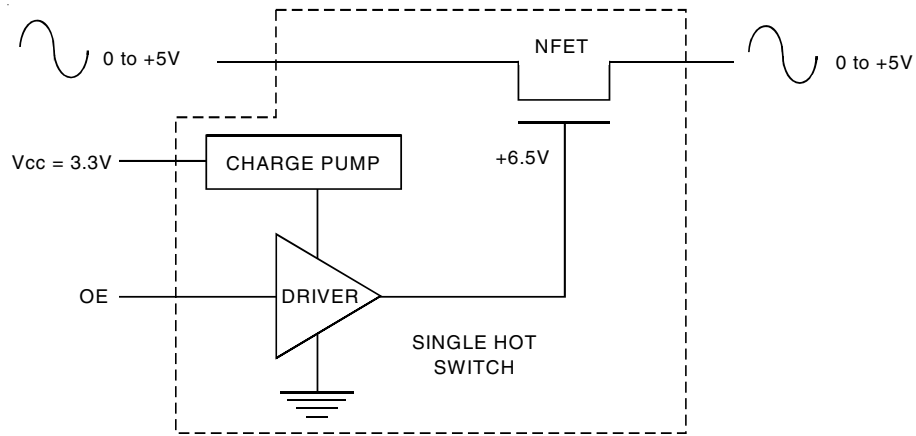 NFET
0 to +5V
0 to +5V
Vcc = 3.3V
CHARGE PUMP
+6.5V
OE
DRIVER
SINGLE HOT
SWITCH